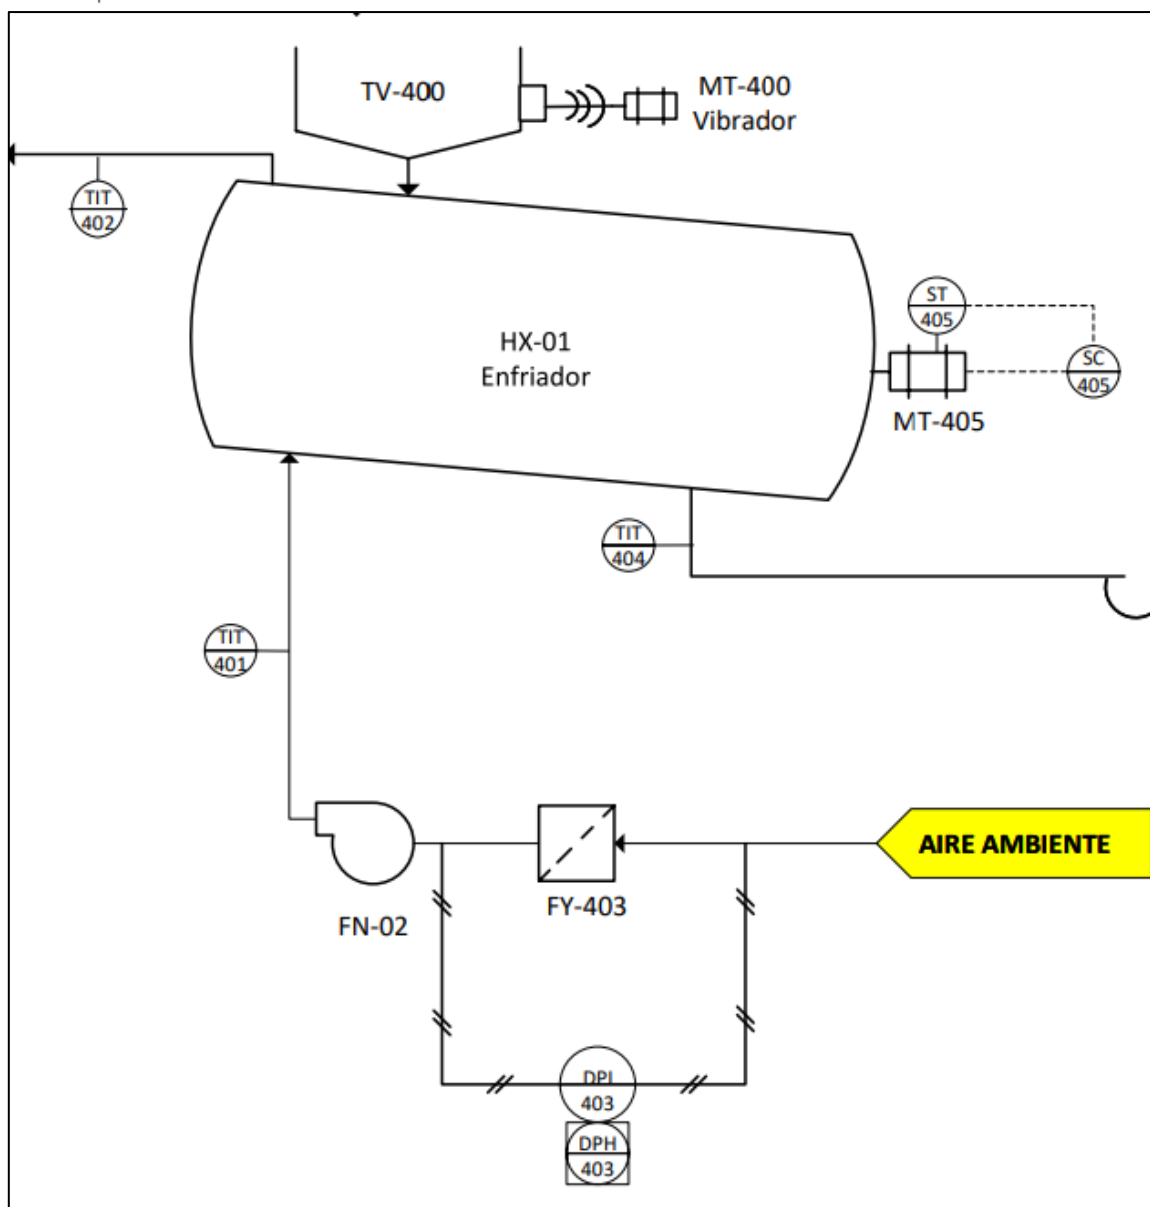 TV-400
MT-400
Vibrador
TIT
402
ST
405
HX-01
Enfriador
SC
405
MT-405
TIT
404
TIT
401
AIRE AMBIENTE
FY-403
FN-02
DPI
403
DPH
403